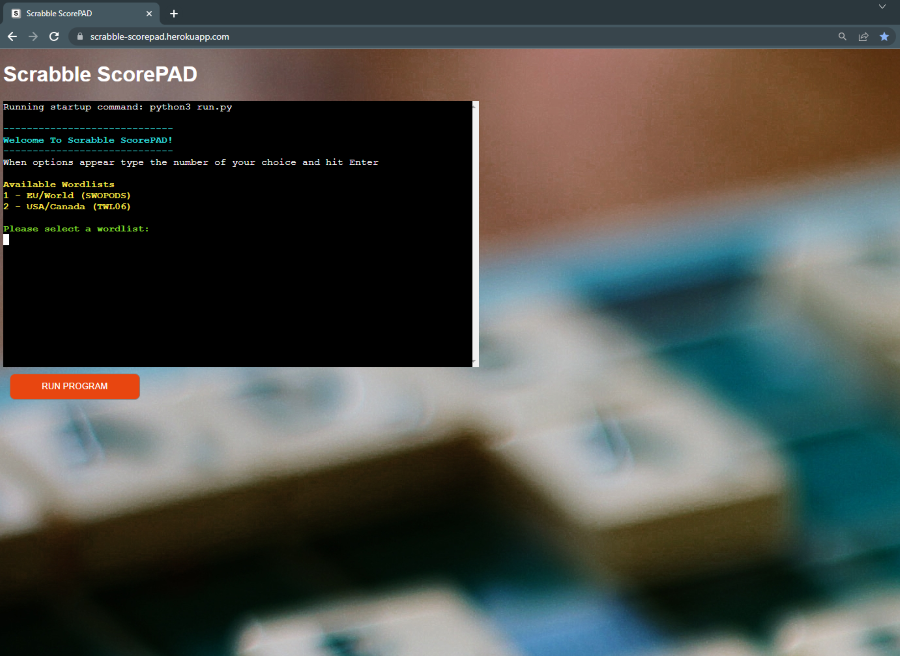 Scrabble ScorePAD
scrabble-scorepad.herokuapp.com
Scrabble ScorePAD
Running startup command: python3 run.py
-----------------------------
Welcome To Scrabble ScorePAD!
-----------------------------
When options appear type the number of your choice and hit Enter
Available Wordlists
1 - EU/World (SWOPODS)
2 - USA/Canada (TWL06)
Please select a wordlist:
RUN PROGRAM